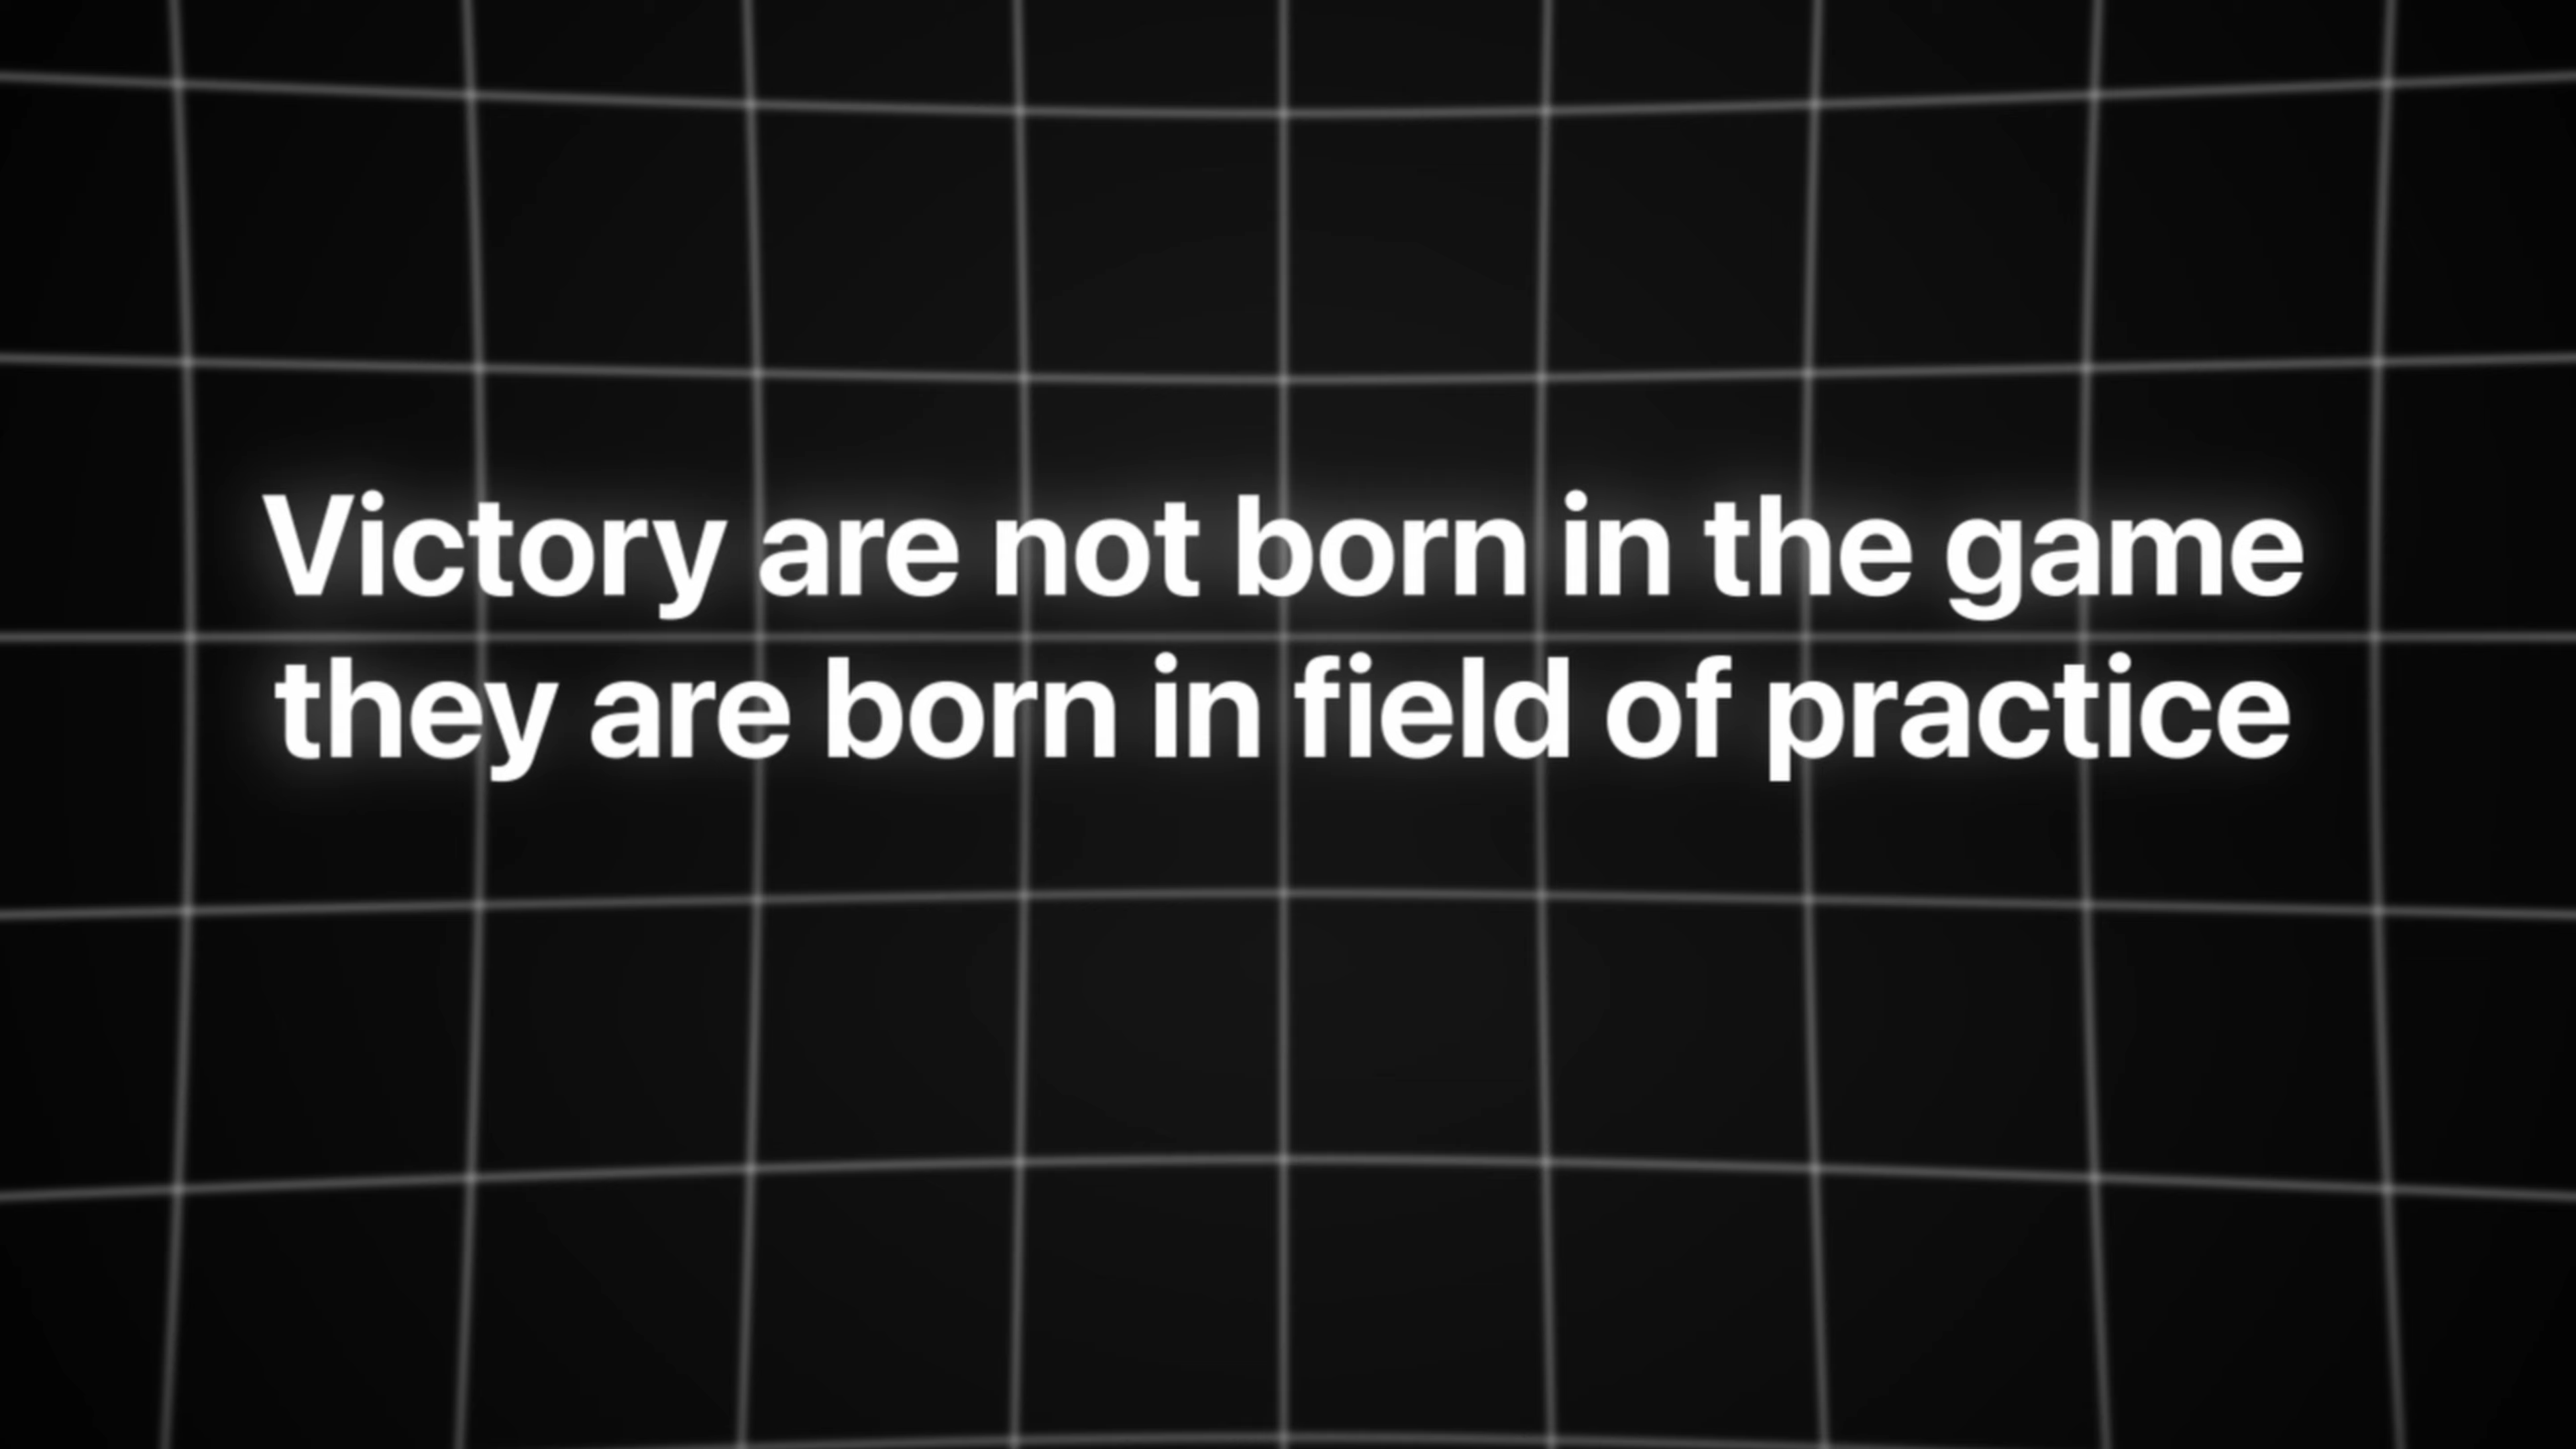 Victory are not born in the game
they are born in field of practice